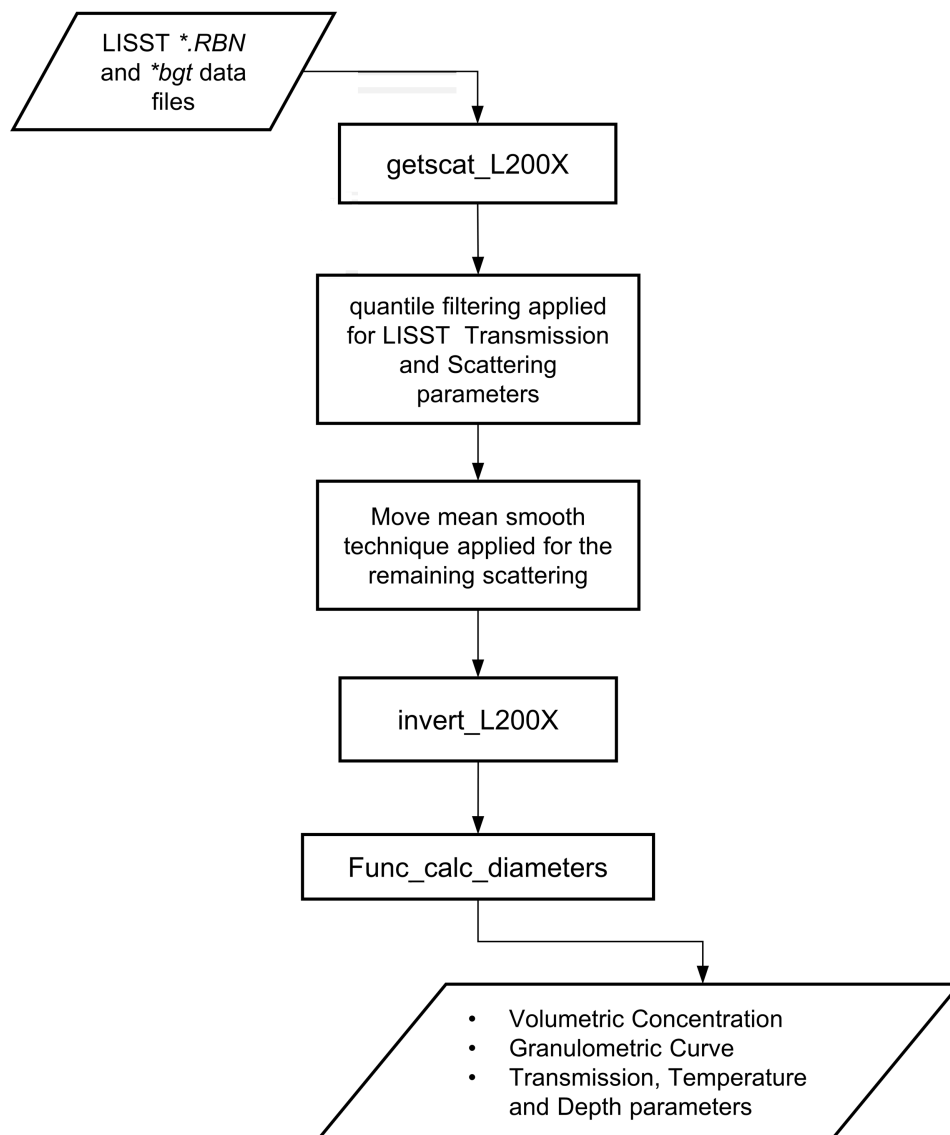 LISST *.RBN
and *bgt data
files
getscat_L200X
quantile filtering applied
for LISST Transmission
and Scattering
parameters
Move mean smooth
technique applied for the
remaining scattering
invert_L200X
Func_calc_diameters
• Volumetric Concentration
• Granulometric Curve
• Transmission, Temperature
and Depth parameters